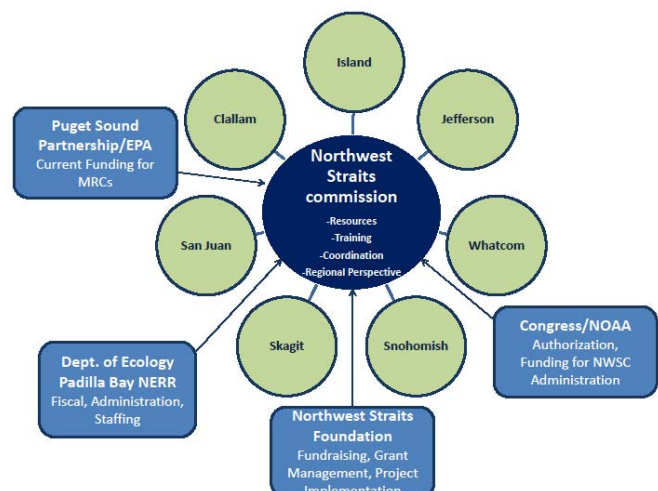 Island
Clallam
Jefferson
Puget Sound
Partnership/EPA
Current Funding for
MRCs
Northwest
Straits
commission
-Resources
-Training
-Coordination
-Regional Perspective
San Juan
Whatcom
Skagit
Snohomish
Congress/NOAA
Authorization,
Funding for NWSC
Administration
Dept. of Ecology
Padilla Bay NERR
Fiscal, Administration,
Staffing
Northwest Straits
Foundation
Fundraising, Grant
Management, Project
Implementation